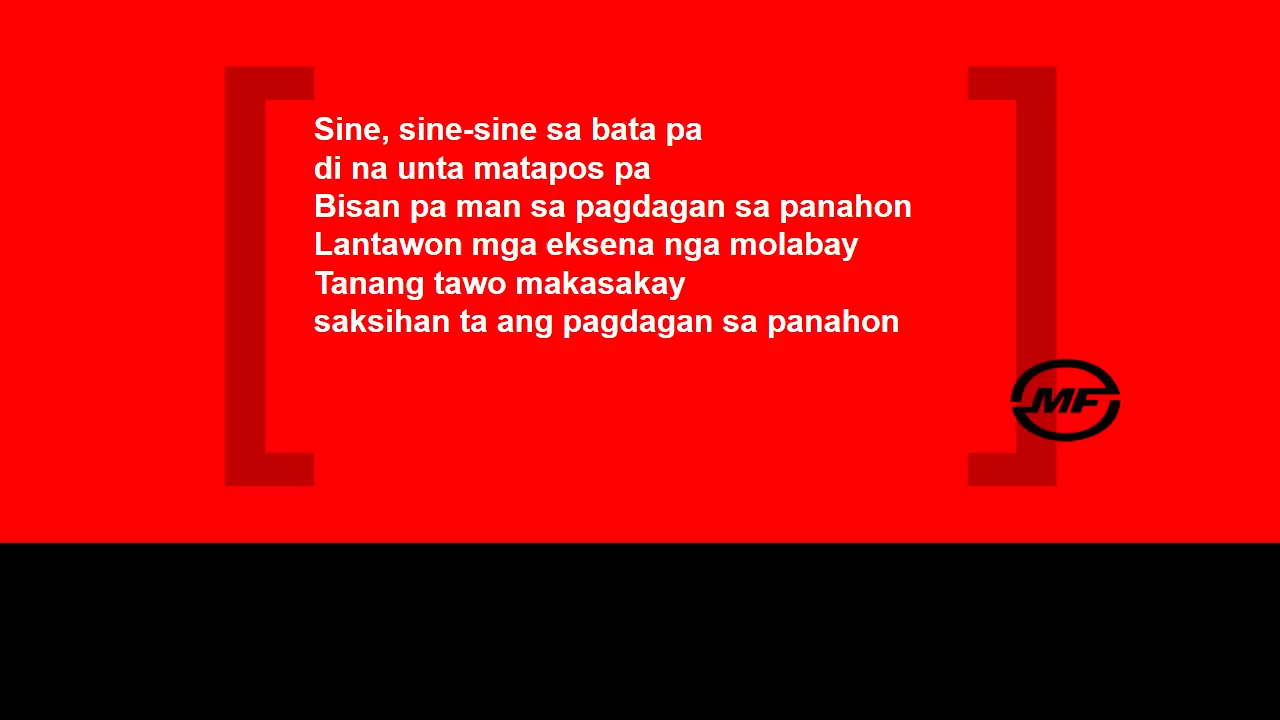 Sine, sine-sine sa bata pa
di na unta matapos pa
Bisan pa man sa pagdagan sa panahon
Lantawon mga eksena nga molabay
Tanang tawo makasakay
saksihan ta ang pagdagan sa panahon
MF